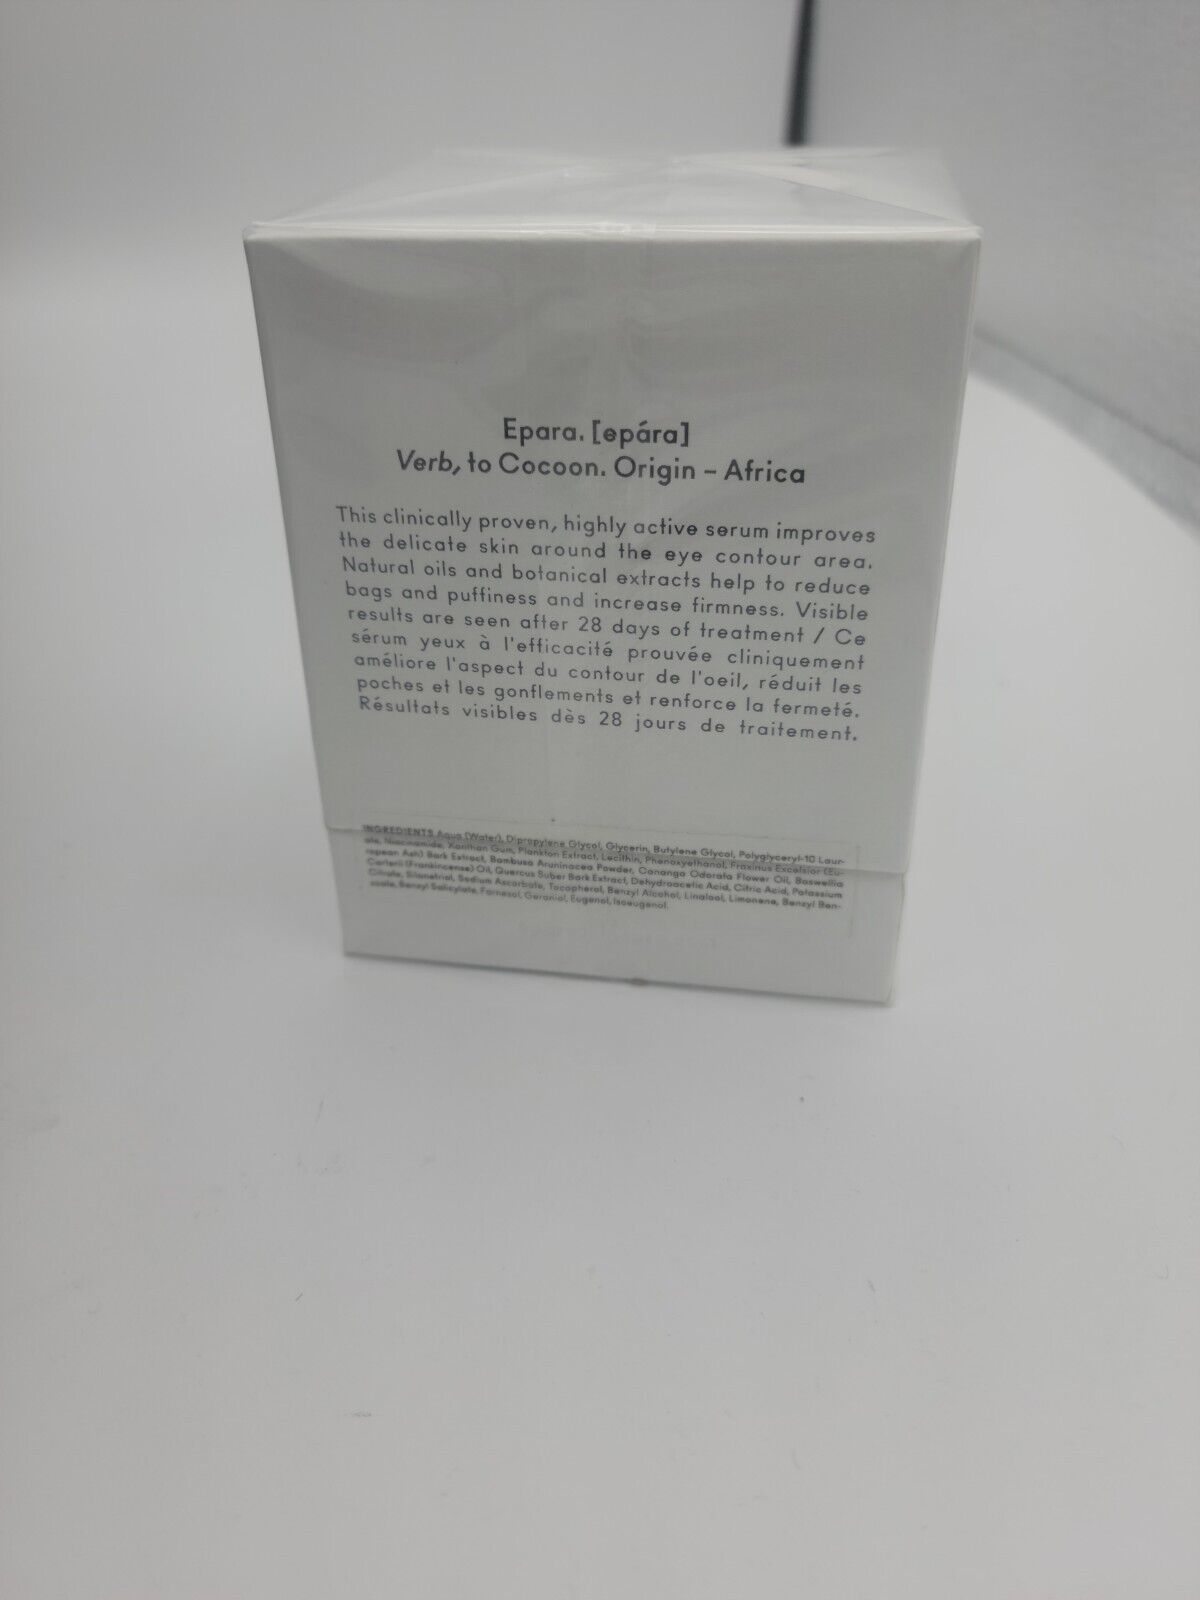 Epara. [epára]
Verb, to Cocoon. Origin – Africa
This clinically proven, highly active serum improves
the delicate skin around the eye contour area.
Natural oils and botanical extracts help to reduce
bags and puffiness and increase firmness. Visible
results are seen after 28 days of treatment / Ce
sérum yeux à l'efficacité prouvée cliniquement
améliore l'aspect du contour de l'oeil, réduit les
poches et les gonflements et renforce la fermeté.
Résultats visibles dès 28 jours de traitement.
INGREDIENTS Aqua (Water), Dipropylene Glycol, Glycerin, Butylene Glycol, Polyglyceryl-10 Laur-
ate, Niacinamide, Xanthan Gum, Plankton Extract, Lecithin, Phenoxyethanol, Fraxinus Excelsior (Eu-
ropean Ash) Bark Extract, Bambusa Aruninacea Powder, Cananga Odorata Flower Oil, Boswellia
Carterii (Frankincense) Oil, Quercus Suber Bark Extract, Dehydroacetic Acid, Citric Acid, Potassium
Citrate, Silanetriol, Sodium Ascorbate, Tocopherol, Benzyl Alcohol, Linalool, Limonene, Benzyl Ben-
zoate, Benzyl Salicylate, Farnesol, Geraniol, Eugenol, Isoeugenol.